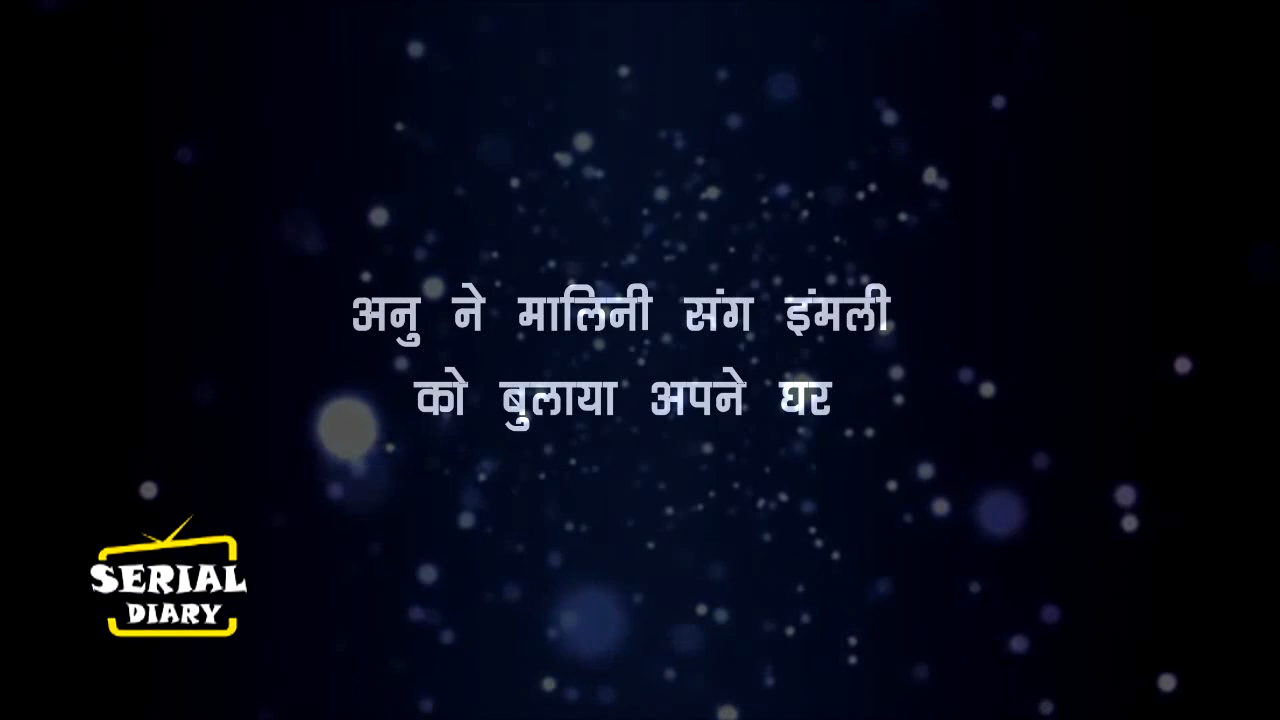 अनु ने मालिनी संग इंमली
को बुलाया अपने घर
SERIAL
DIARY